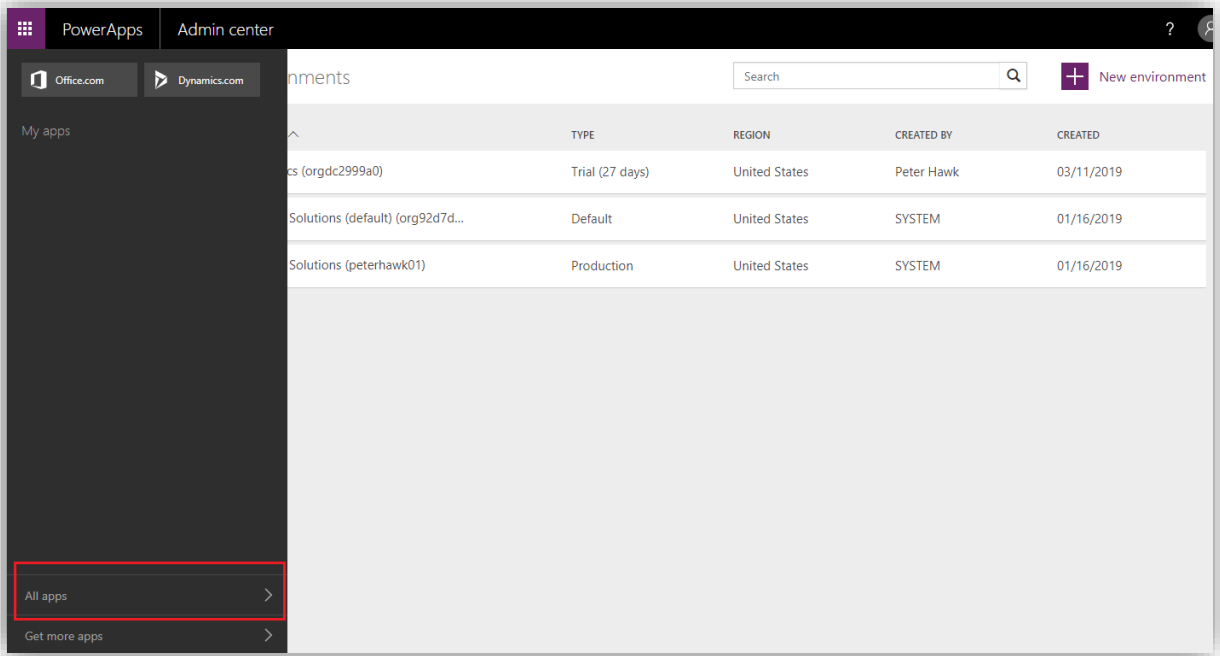 PowerApps Admin center ?
Office.com Dynamics.com
nments
Search
New environment
My apps
TYPE REGION CREATED BY CREATED
cs (orgdc2999a0) Trial (27 days) United States Peter Hawk 03/11/2019
Solutions (default) (org92d7d... Default United States SYSTEM 01/16/2019
Solutions (peterhawk01) Production United States SYSTEM 01/16/2019
All apps
Get more apps